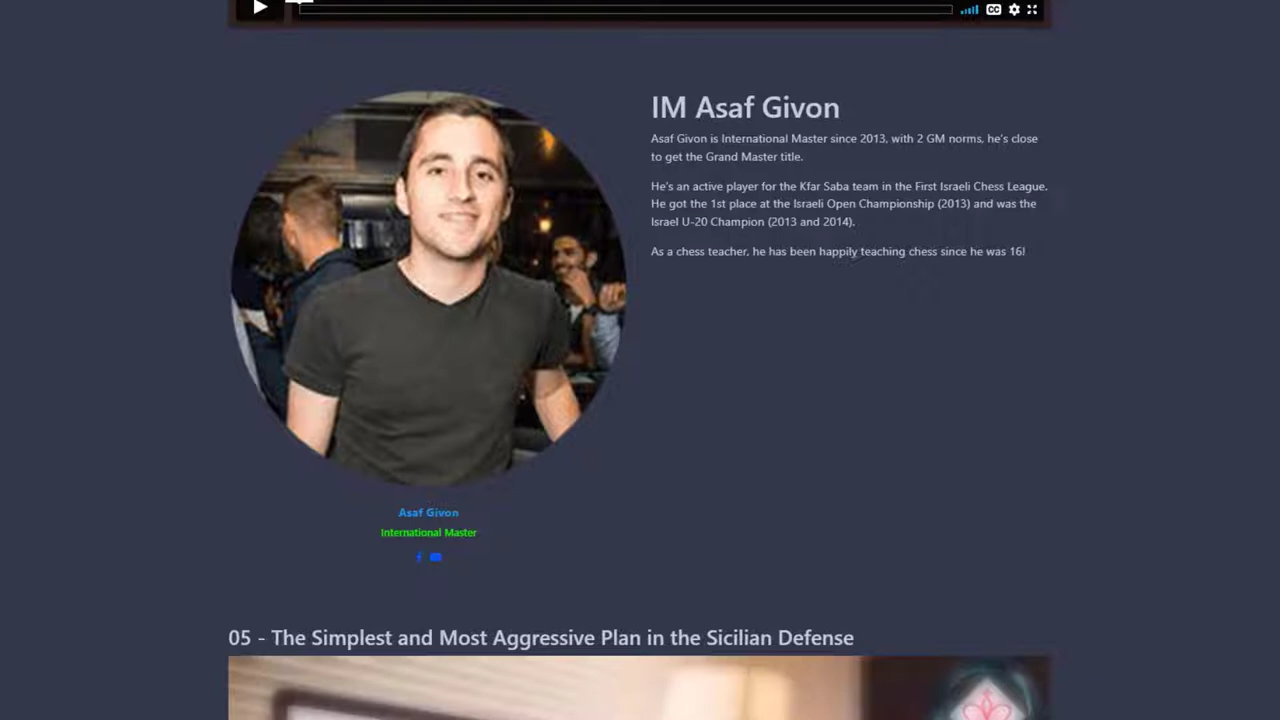 CC
IM Asaf Givon
Asaf Givon is International Master since 2013, with 2 GM norms, he's close
to get the Grand Master title.
He's an active player for the Kfar Saba team in the First Israeli Chess League.
He got the 1st place at the Israeli Open Championship (2013) and was the
Israel U-20 Champion (2013 and 2014).
As a chess teacher, he has been happily teaching chess since he was 16!
Asaf Givon
International Master
05 - The Simplest and Most Aggressive Plan in the Sicilian Defense